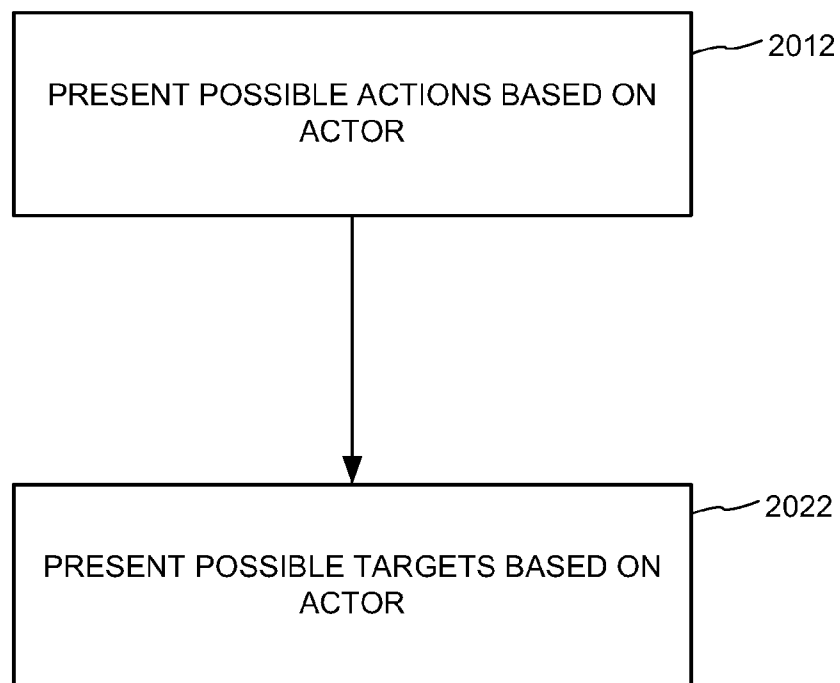 2012
PRESENT POSSIBLE ACTIONS BASED ON
ACTOR
2022
PRESENT POSSIBLE TARGETS BASED ON
ACTOR